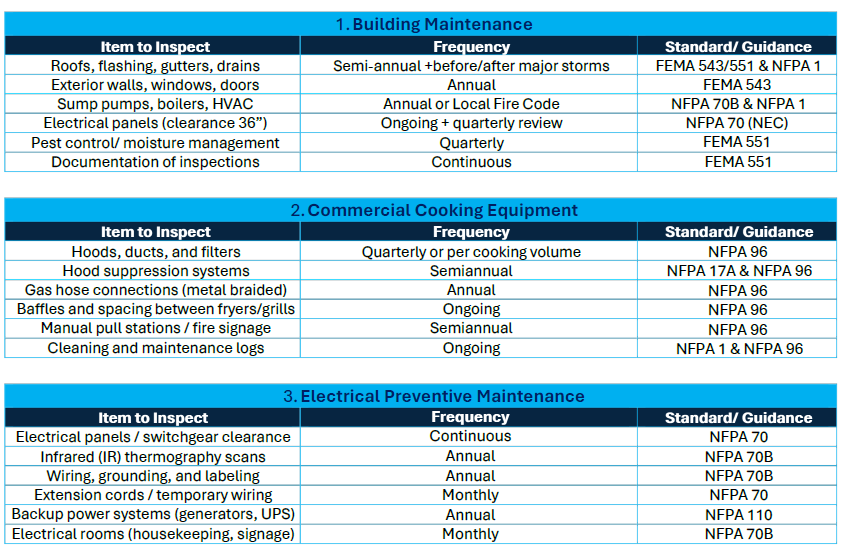 1. Building Maintenance
Item to Inspect Frequency Standard/ Guidance
Roofs, flashing, gutters, drains Semi-annual +before/after major storms FEMA 543/551 & NFPA 1
Exterior walls, windows, doors Annual FEMA 543
Sump pumps, boilers, HVAC Annual or Local Fire Code NFPA 70B & NFPA 1
Electrical panels (clearance 36”) Ongoing + quarterly review NFPA 70 (NEC)
Pest control/ moisture management Quarterly FEMA 551
Documentation of inspections Continuous FEMA 551
2. Commercial Cooking Equipment
Item to Inspect Frequency Standard/ Guidance
Hoods, ducts, and filters Quarterly or per cooking volume NFPA 96
Hood suppression systems Semiannual NFPA 17A & NFPA 96
Gas hose connections (metal braided) Annual NFPA 96
Baffles and spacing between fryers/grills Ongoing NFPA 96
Manual pull stations / fire signage Semiannual NFPA 96
Cleaning and maintenance logs Ongoing NFPA 1 & NFPA 96
3. Electrical Preventive Maintenance
Item to Inspect Frequency Standard/ Guidance
Electrical panels / switchgear clearance Continuous NFPA 70
Infrared (IR) thermography scans Annual NFPA 70B
Wiring, grounding, and labeling Annual NFPA 70B
Extension cords / temporary wiring Monthly NFPA 70
Backup power systems (generators, UPS) Annual NFPA 110
Electrical rooms (housekeeping, signage) Monthly NFPA 70B